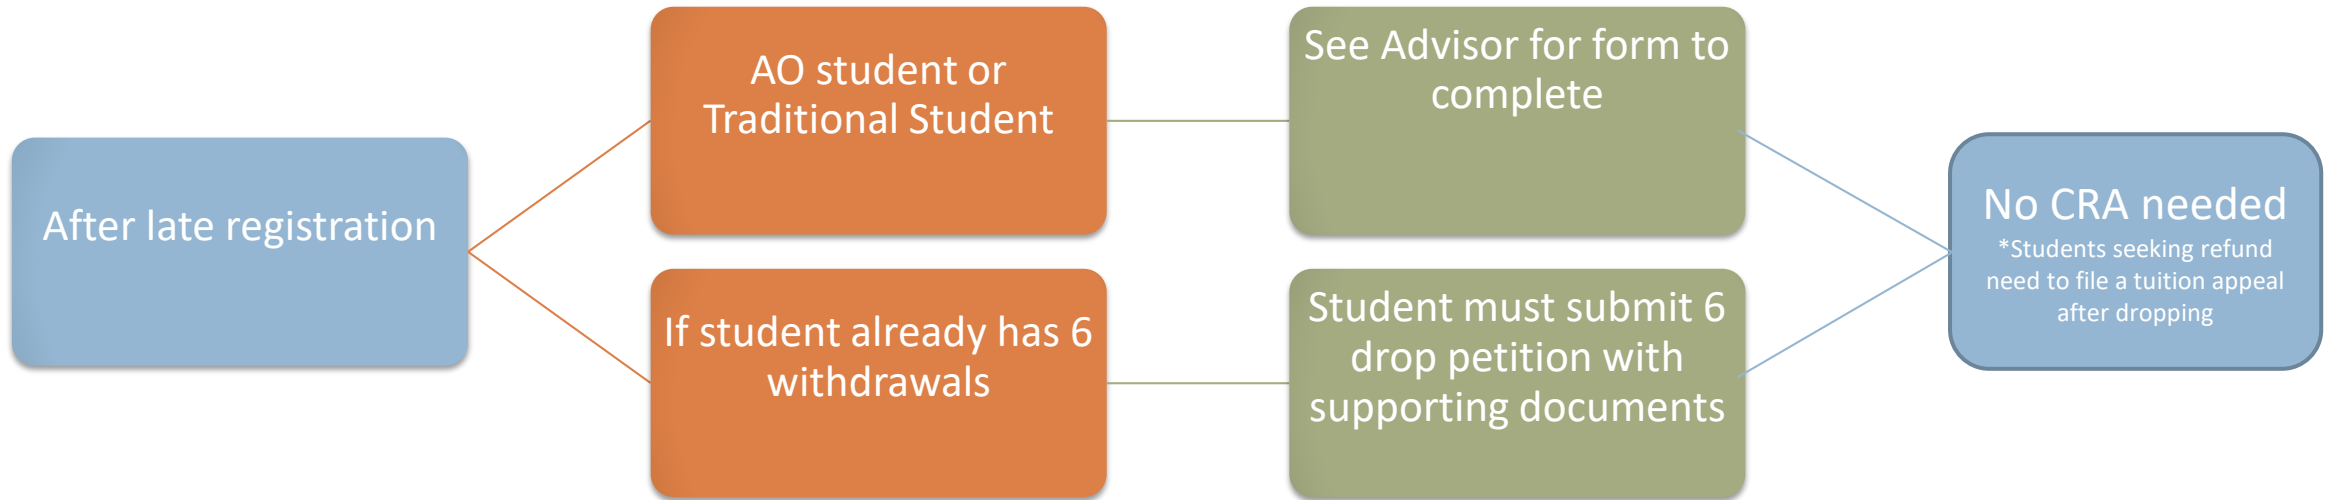 After late registration
AO student or
Traditional Student
See Advisor for form to
complete
If student already has 6
withdrawals
Student must submit 6
drop petition with
supporting documents
No CRA needed
*Students seeking refund
need to file a tuition appeal
after dropping